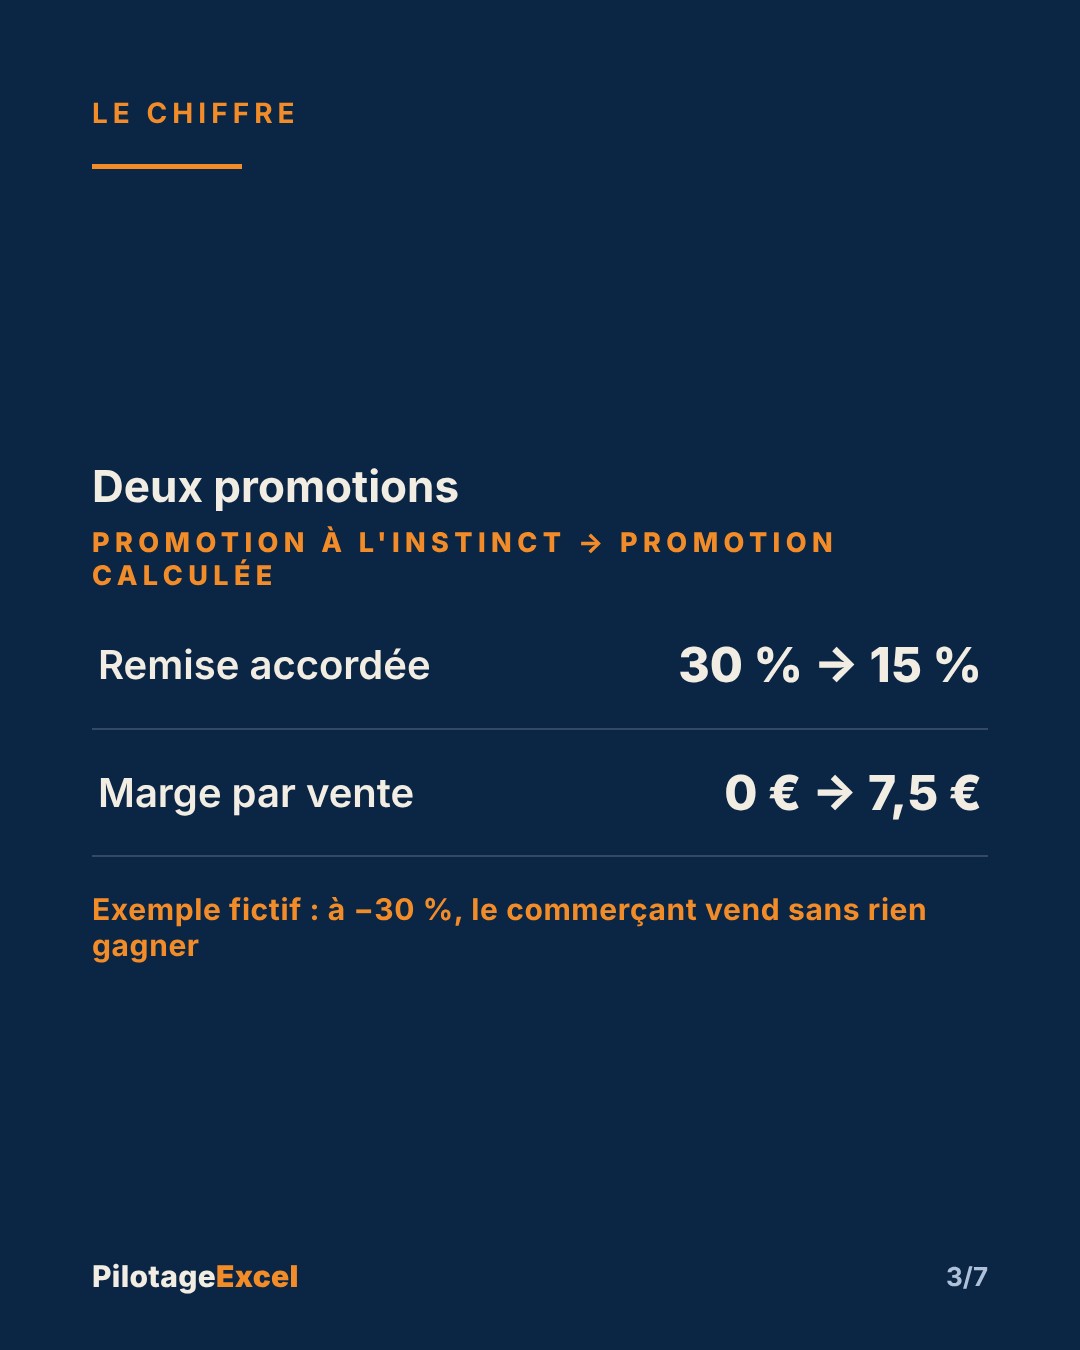 LE CHIFFRE
Deux promotions
PROMOTION À L'INSTINCT → PROMOTION
CALCULÉE
Remise accordée 30 % → 15 %
Marge par vente 0 € → 7,5 €
Exemple fictif : à −30 %, le commerçant vend sans rien
gagner
PilotageExcel 3/7